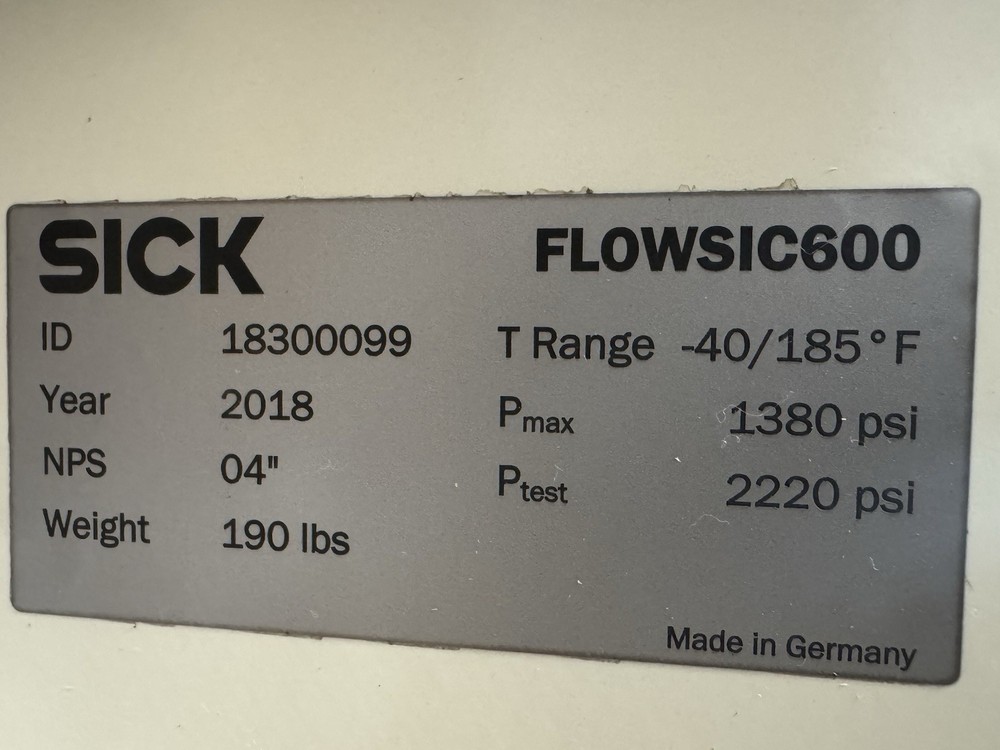 SICK FLOWSIC600
ID 18300099 T Range -40/185°F
Year 2018 Pmax 1380 psi
NPS 04" Ptest 2220 psi
Weight 190 lbs
Made in Germany